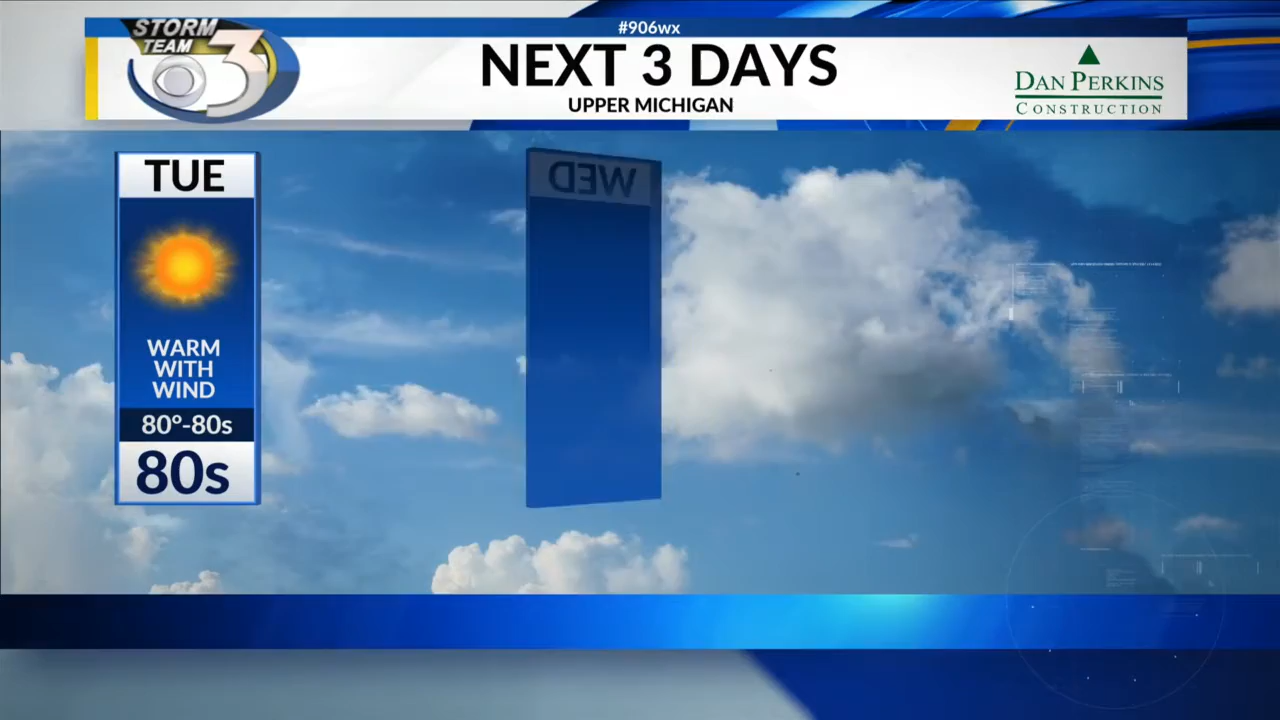 #906wx
STORM
TEAM
3
NEXT 3 DAYS
UPPER MICHIGAN
DAN PERKINS
CONSTRUCTION
TUE
WARM
WITH
WIND
80°-80s
80s
WED